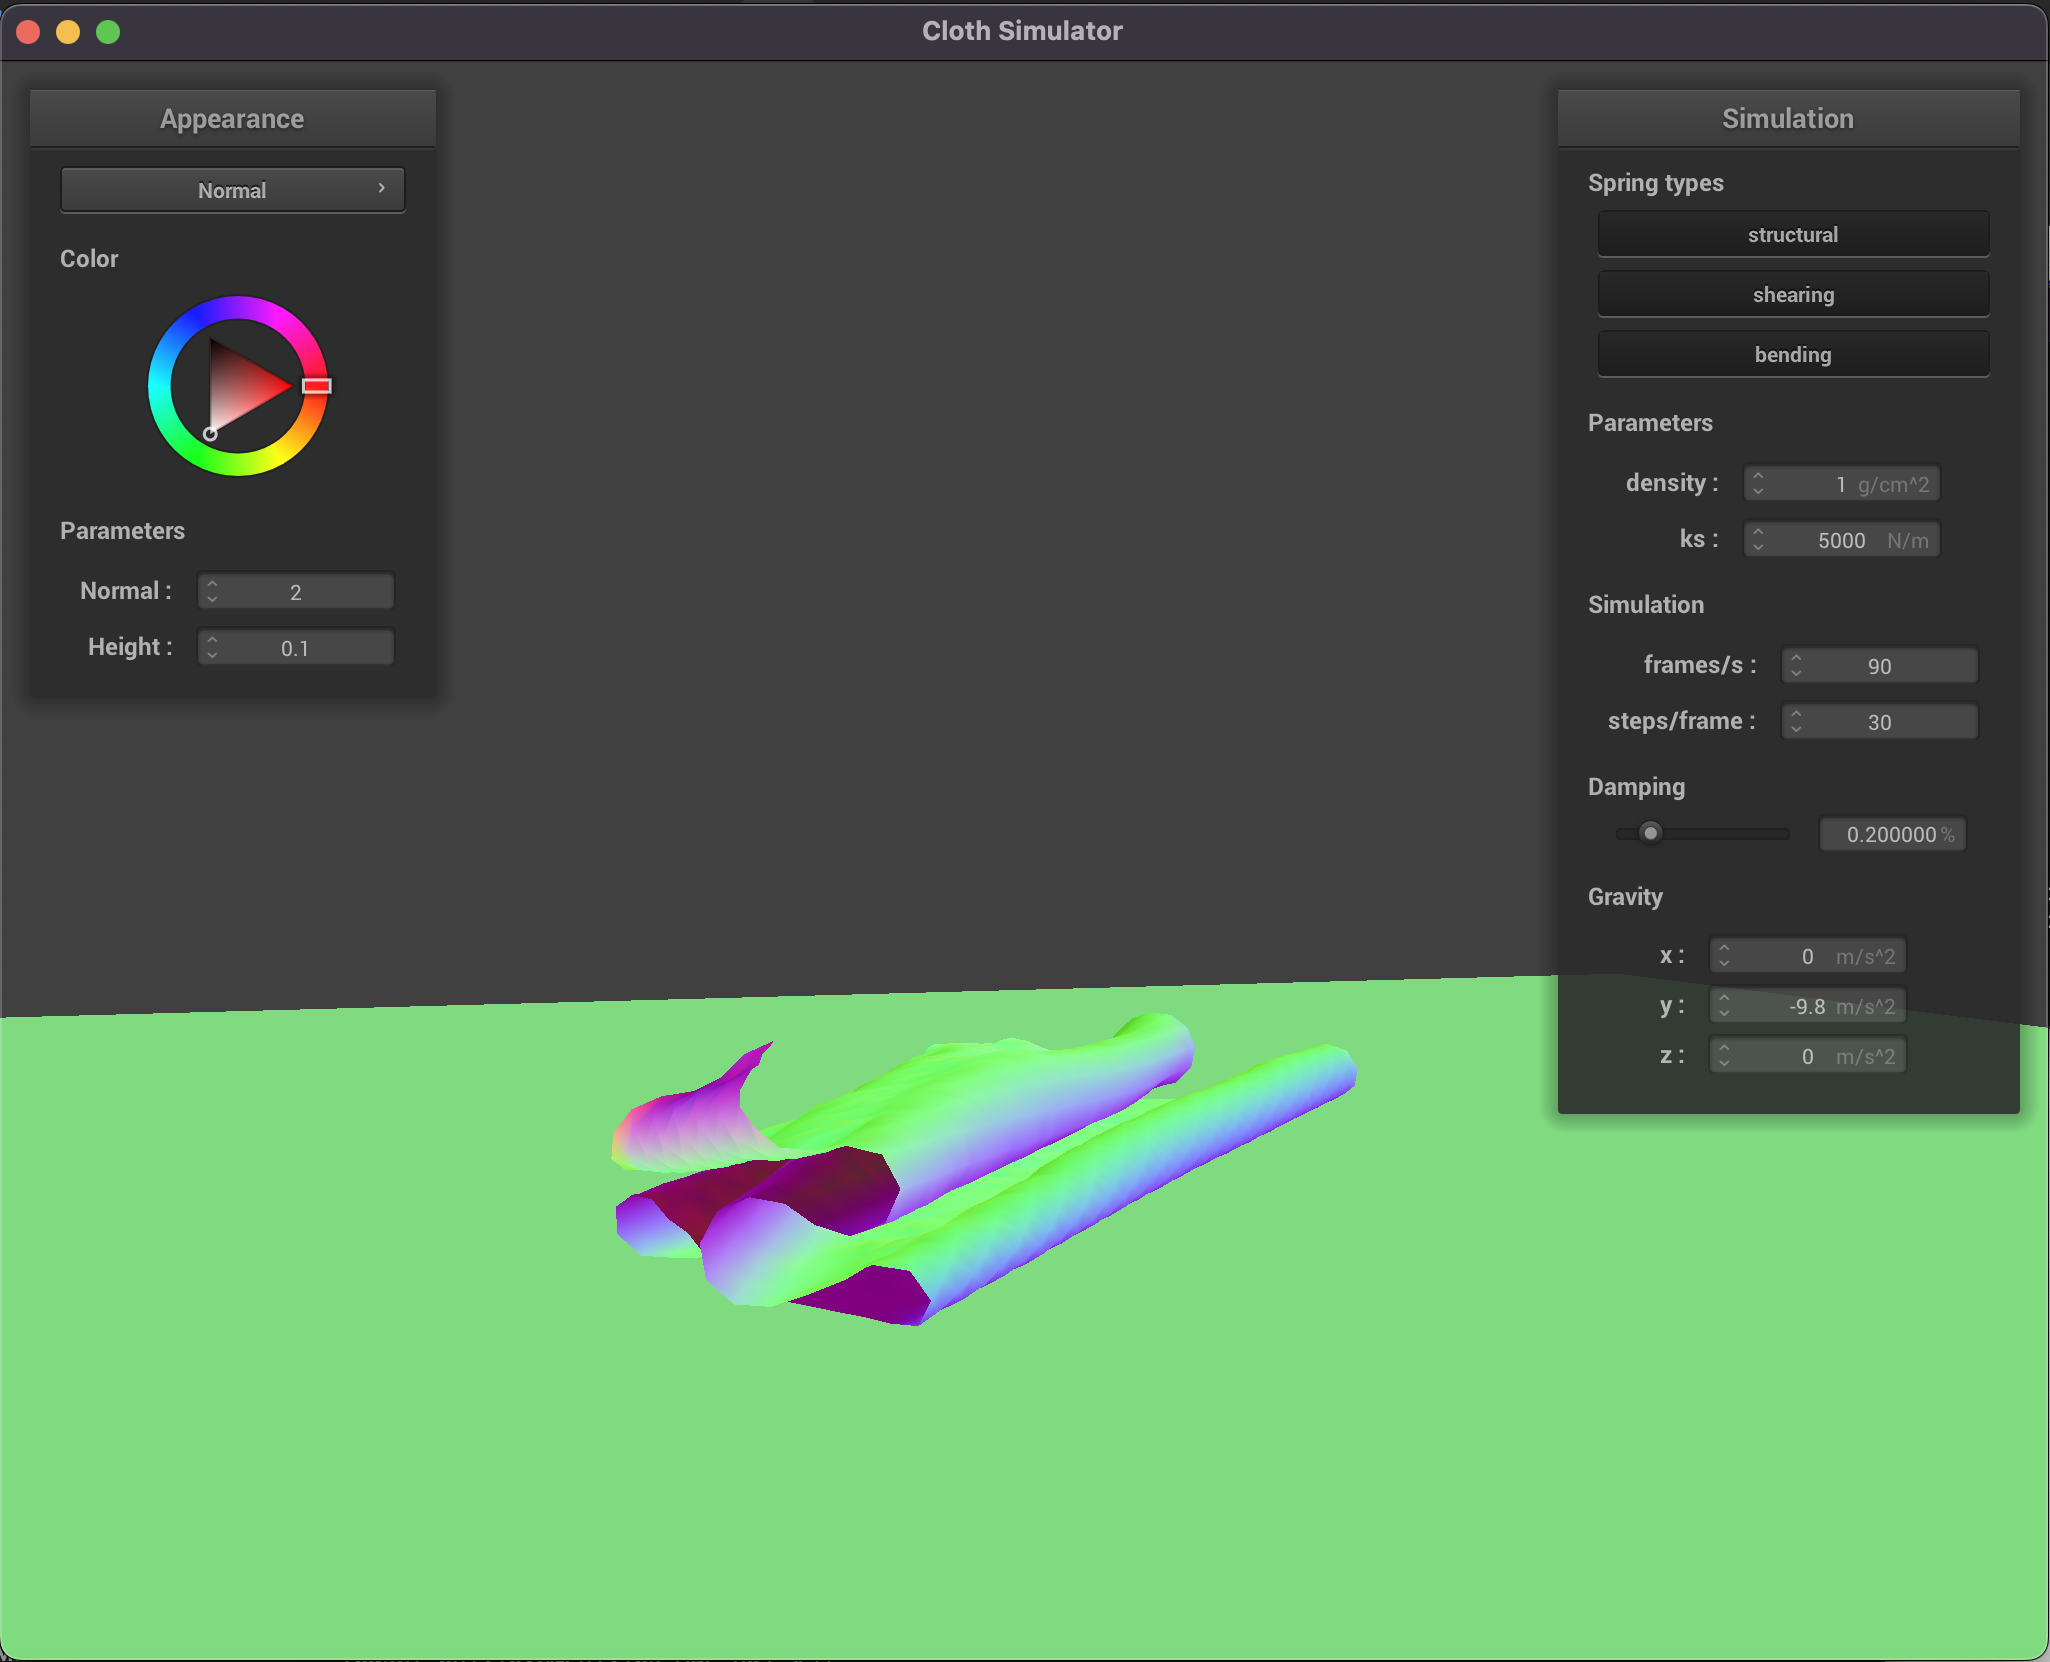 Cloth Simulator
Appearance
Normal
Color
Parameters
Normal : 2
Height : 0.1
Simulation
Spring types
structural
shearing
bending
Parameters
density : 1 g/cm^2
ks : 5000 N/m
Simulation
frames/s : 90
steps/frame : 30
Damping
0.200000 %
Gravity
x : 0 m/s^2
y : -9.8 m/s^2
z : 0 m/s^2